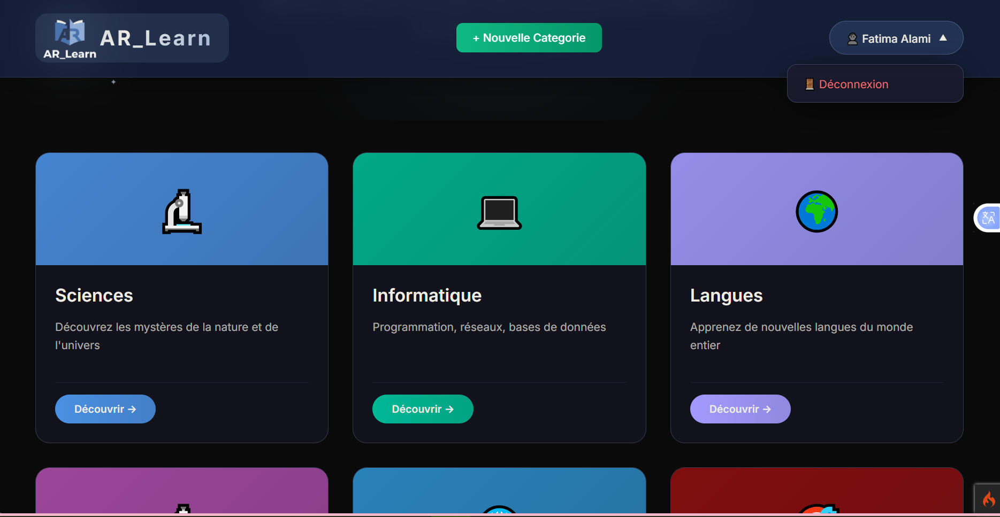 AR_Learn
AR_Learn
+ Nouvelle Categorie
Fatima Alami ▲
Déconnexion
Sciences
Découvrez les mystères de la nature et de
l'univers
Découvrir →
Informatique
Programmation, réseaux, bases de données
Découvrir →
Langues
Apprenez de nouvelles langues du monde
entier
Découvrir →